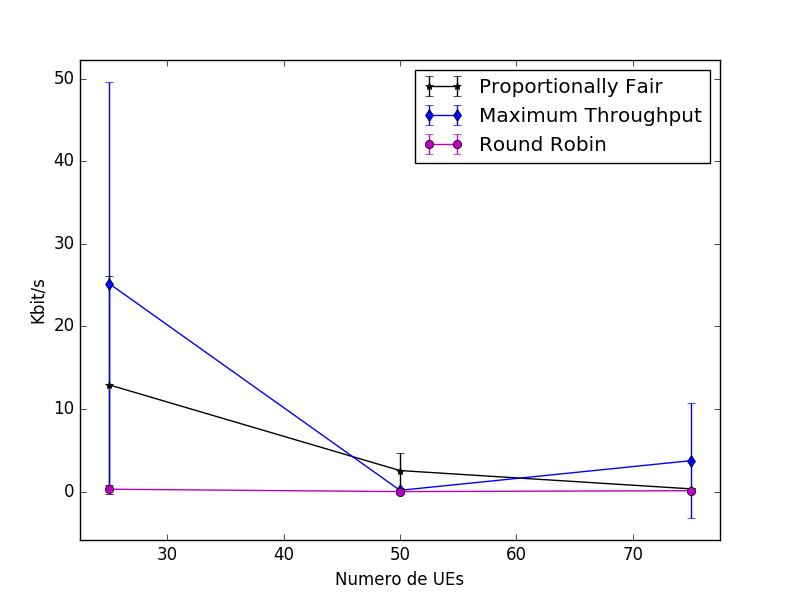 Proportionally Fair
Maximum Throughput
Round Robin
50
40
30
20
10
0
Kbit/s
30 40 50 60 70
Numero de UEs